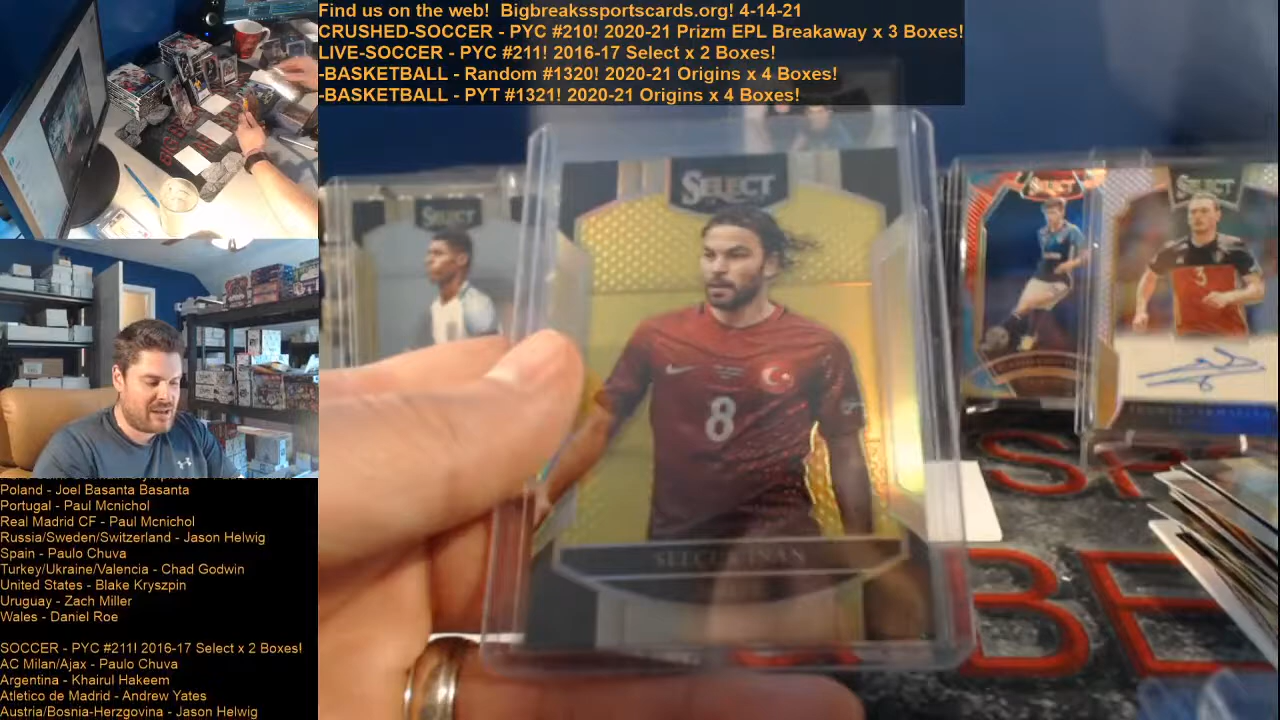 Find us on the web!  Bigbreakssportscards.org! 4-14-21
CRUSHED-SOCCER - PYC #210! 2020-21 Prizm EPL Breakaway x 3 Boxes!
LIVE-SOCCER - PYC #211! 2016-17 Select x 2 Boxes!
-BASKETBALL - Random #1320! 2020-21 Origins x 4 Boxes!
-BASKETBALL - PYT #1321! 2020-21 Origins x 4 Boxes!
SELECT
SELECT
SELECT
SELECT
8
3
SELCUK INAN
BE
Poland - Joel Basanta Basanta
Portugal - Paul Mcnichol
Real Madrid CF - Paul Mcnichol
Russia/Sweden/Switzerland - Jason Helwig
Spain - Paulo Chuva
Turkey/Ukraine/Valencia - Chad Godwin
United States - Blake Kryszpin
Uruguay - Zach Miller
Wales - Daniel Roe
SOCCER - PYC #211! 2016-17 Select x 2 Boxes!
AC Milan/Ajax - Paulo Chuva
Argentina - Khairul Hakeem
Atletico de Madrid - Andrew Yates
Austria/Bosnia-Herzgovina - Jason Helwig